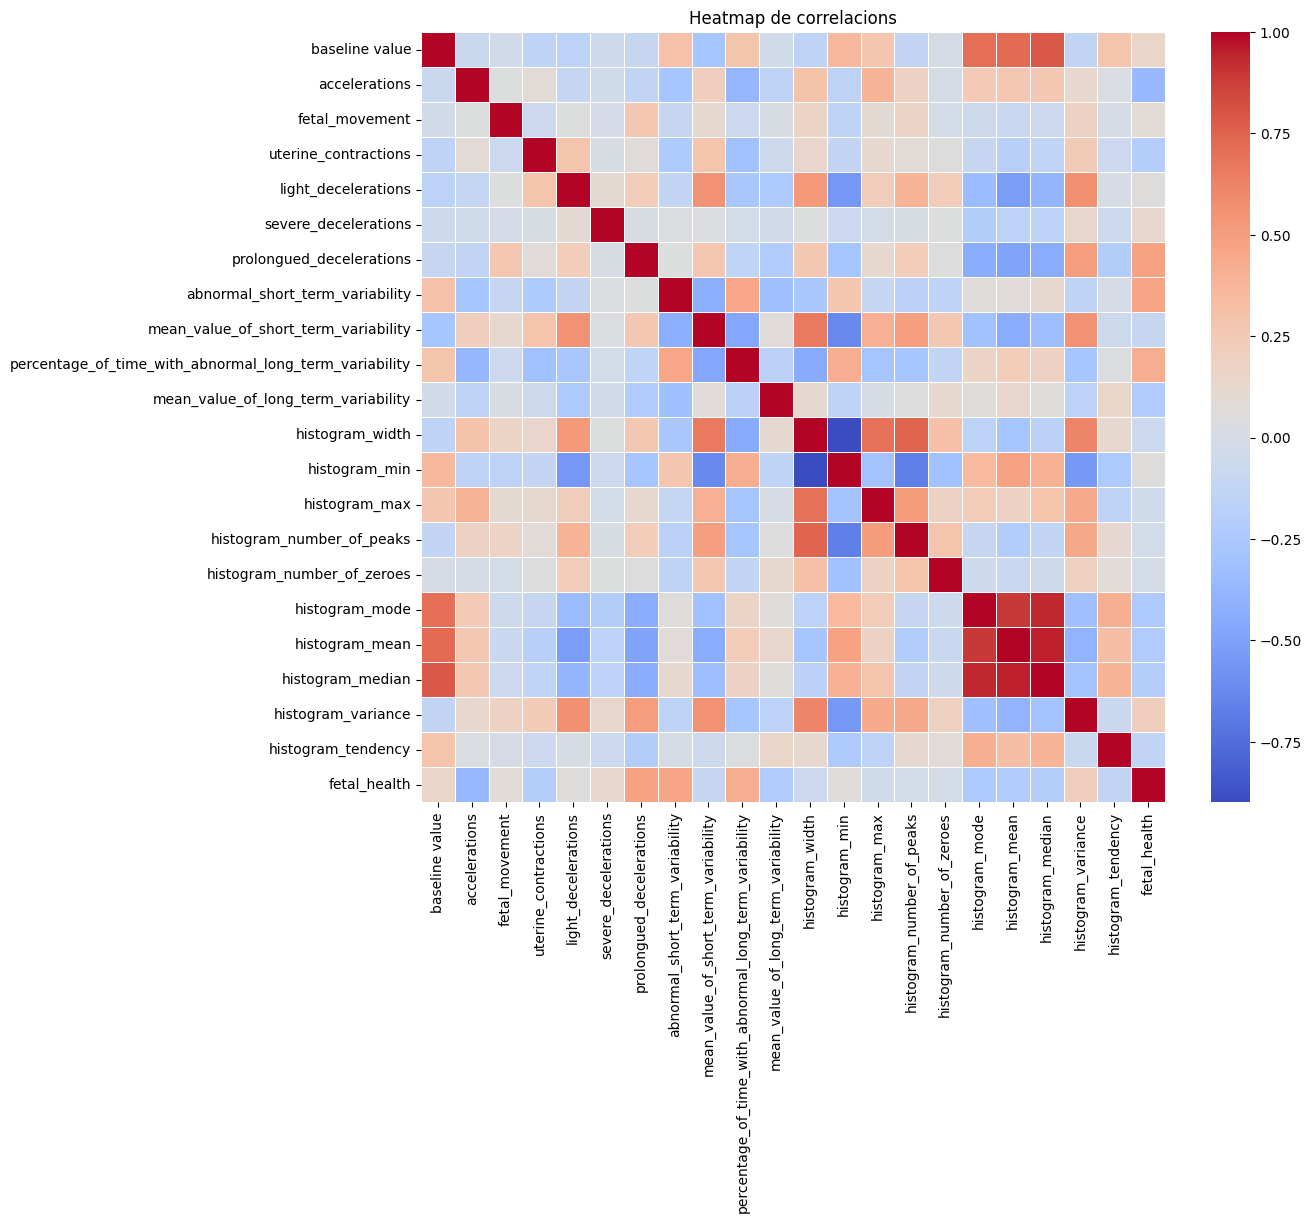 Heatmap de correlacions
baseline value
accelerations
fetal_movement
uterine_contractions
light_decelerations
severe_decelerations
prolongued_decelerations
abnormal_short_term_variability
mean_value_of_short_term_variability
percentage_of_time_with_abnormal_long_term_variability
mean_value_of_long_term_variability
histogram_width
histogram_min
histogram_max
histogram_number_of_peaks
histogram_number_of_zeroes
histogram_mode
histogram_mean
histogram_median
histogram_variance
histogram_tendency
fetal_health
baseline value
accelerations
fetal_movement
uterine_contractions
light_decelerations
severe_decelerations
prolongued_decelerations
abnormal_short_term_variability
mean_value_of_short_term_variability
percentage_of_time_with_abnormal_long_term_variability
mean_value_of_long_term_variability
histogram_width
histogram_min
histogram_max
histogram_number_of_peaks
histogram_number_of_zeroes
histogram_mode
histogram_mean
histogram_median
histogram_variance
histogram_tendency
fetal_health
1.00
0.75
0.50
0.25
0.00
−0.25
−0.50
−0.75